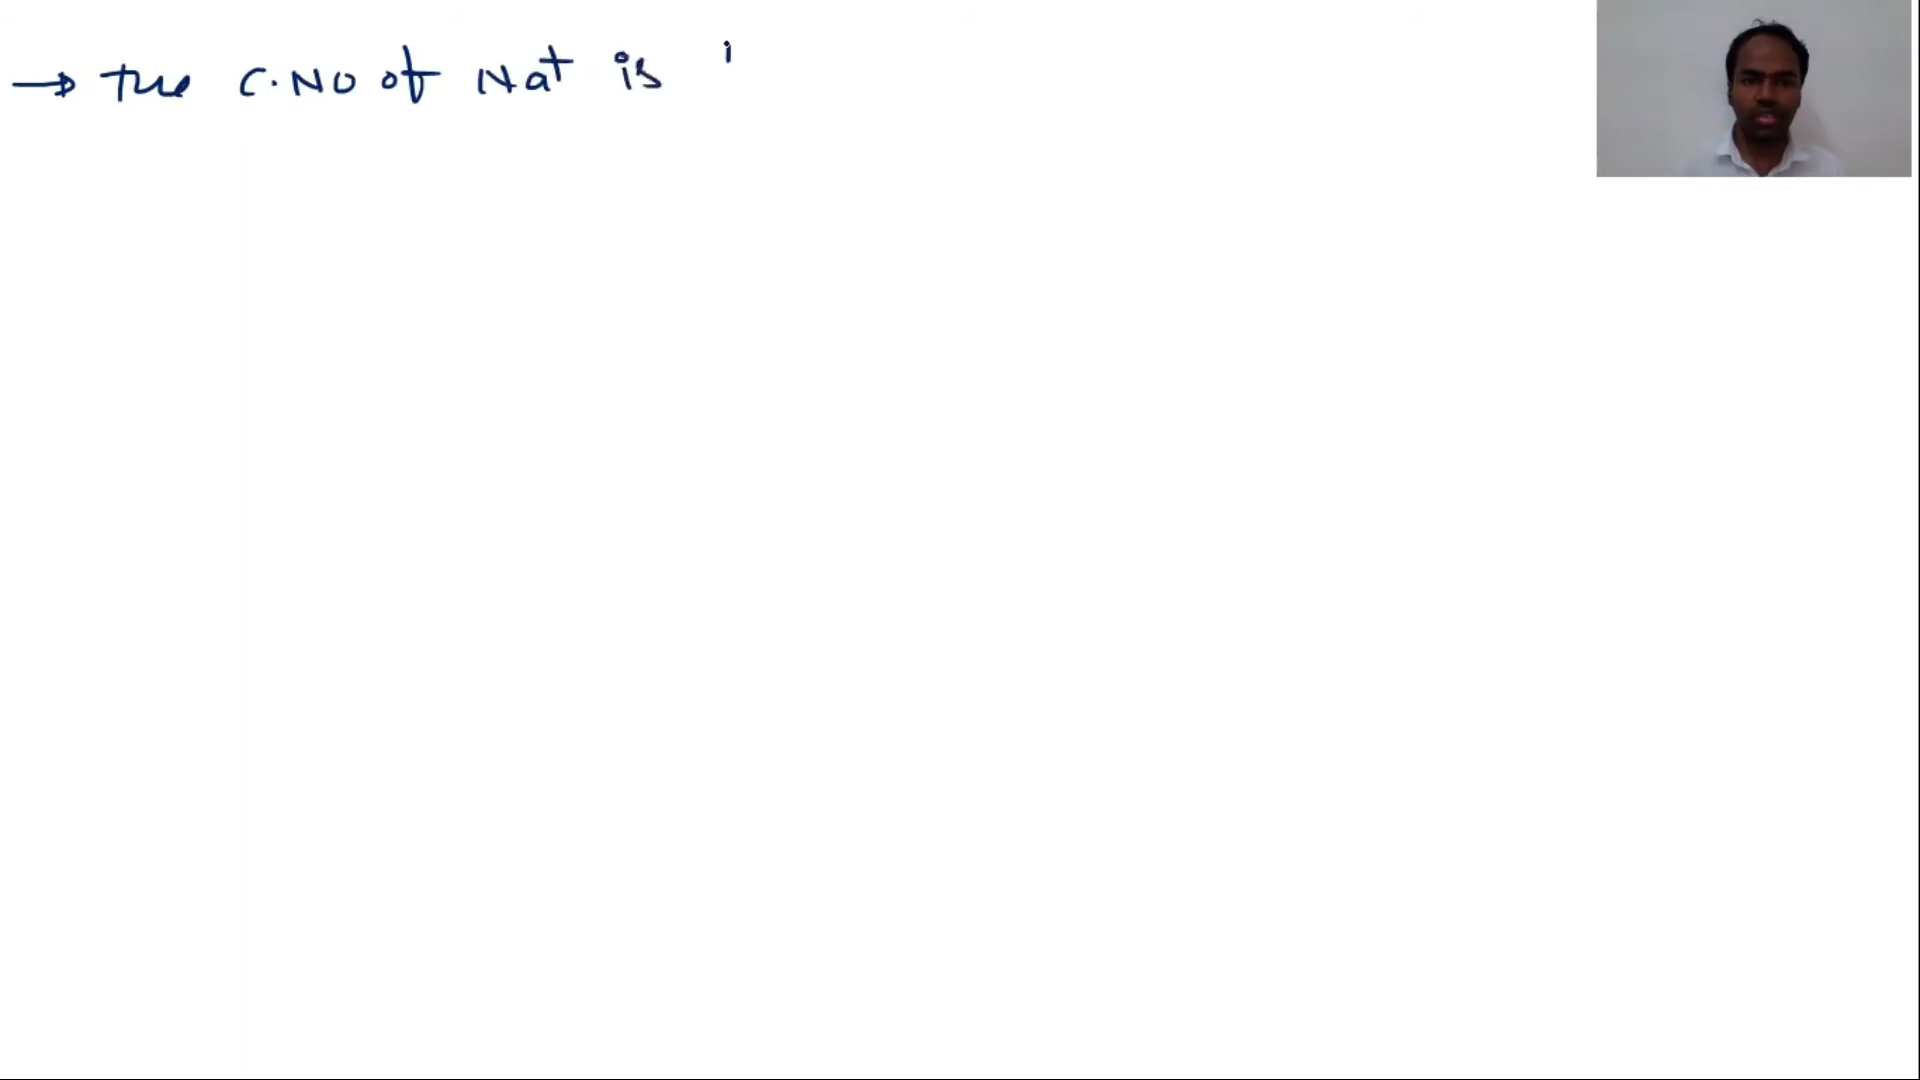 → The C.No of Na⁺ is